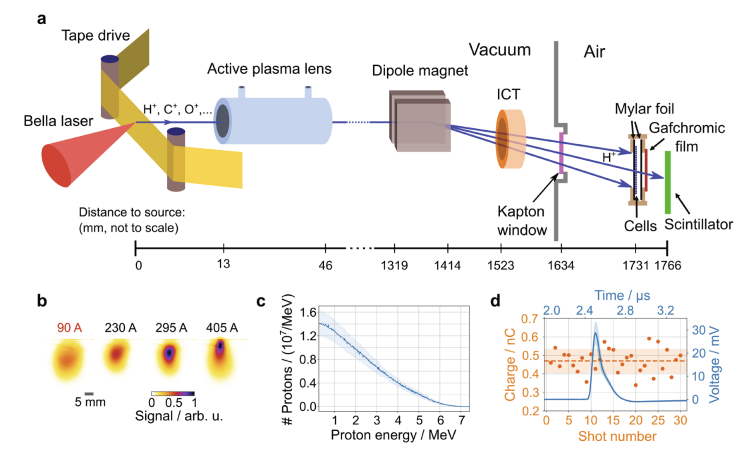 a
Tape drive
Active plasma lens
Dipole magnet
Vacuum
Air
ICT
Mylar foil
Gafchromic
film
H⁺, C⁺, O⁺,...
Bella laser
H⁺
Kapton
window
Cells
Scintillator
Distance to source:
(mm, not to scale)
0 13 46 1319 1414 1523 1634 1731 1766
b
90 A 230 A 295 A 405 A
5 mm
0 0.5 1
Signal / arb. u.
c
# Protons / (10⁷/MeV)
1.6
1.2
0.8
0.4
0.0
1 2 3 4 5 6 7
Proton energy / MeV
d
Time / µs
2.0 2.4 2.8 3.2
Charge / nC
0.7
0.6
0.5
0.4
0.3
0.2
30
20
10
0
Voltage / mV
0 5 10 15 20 25 30
Shot number